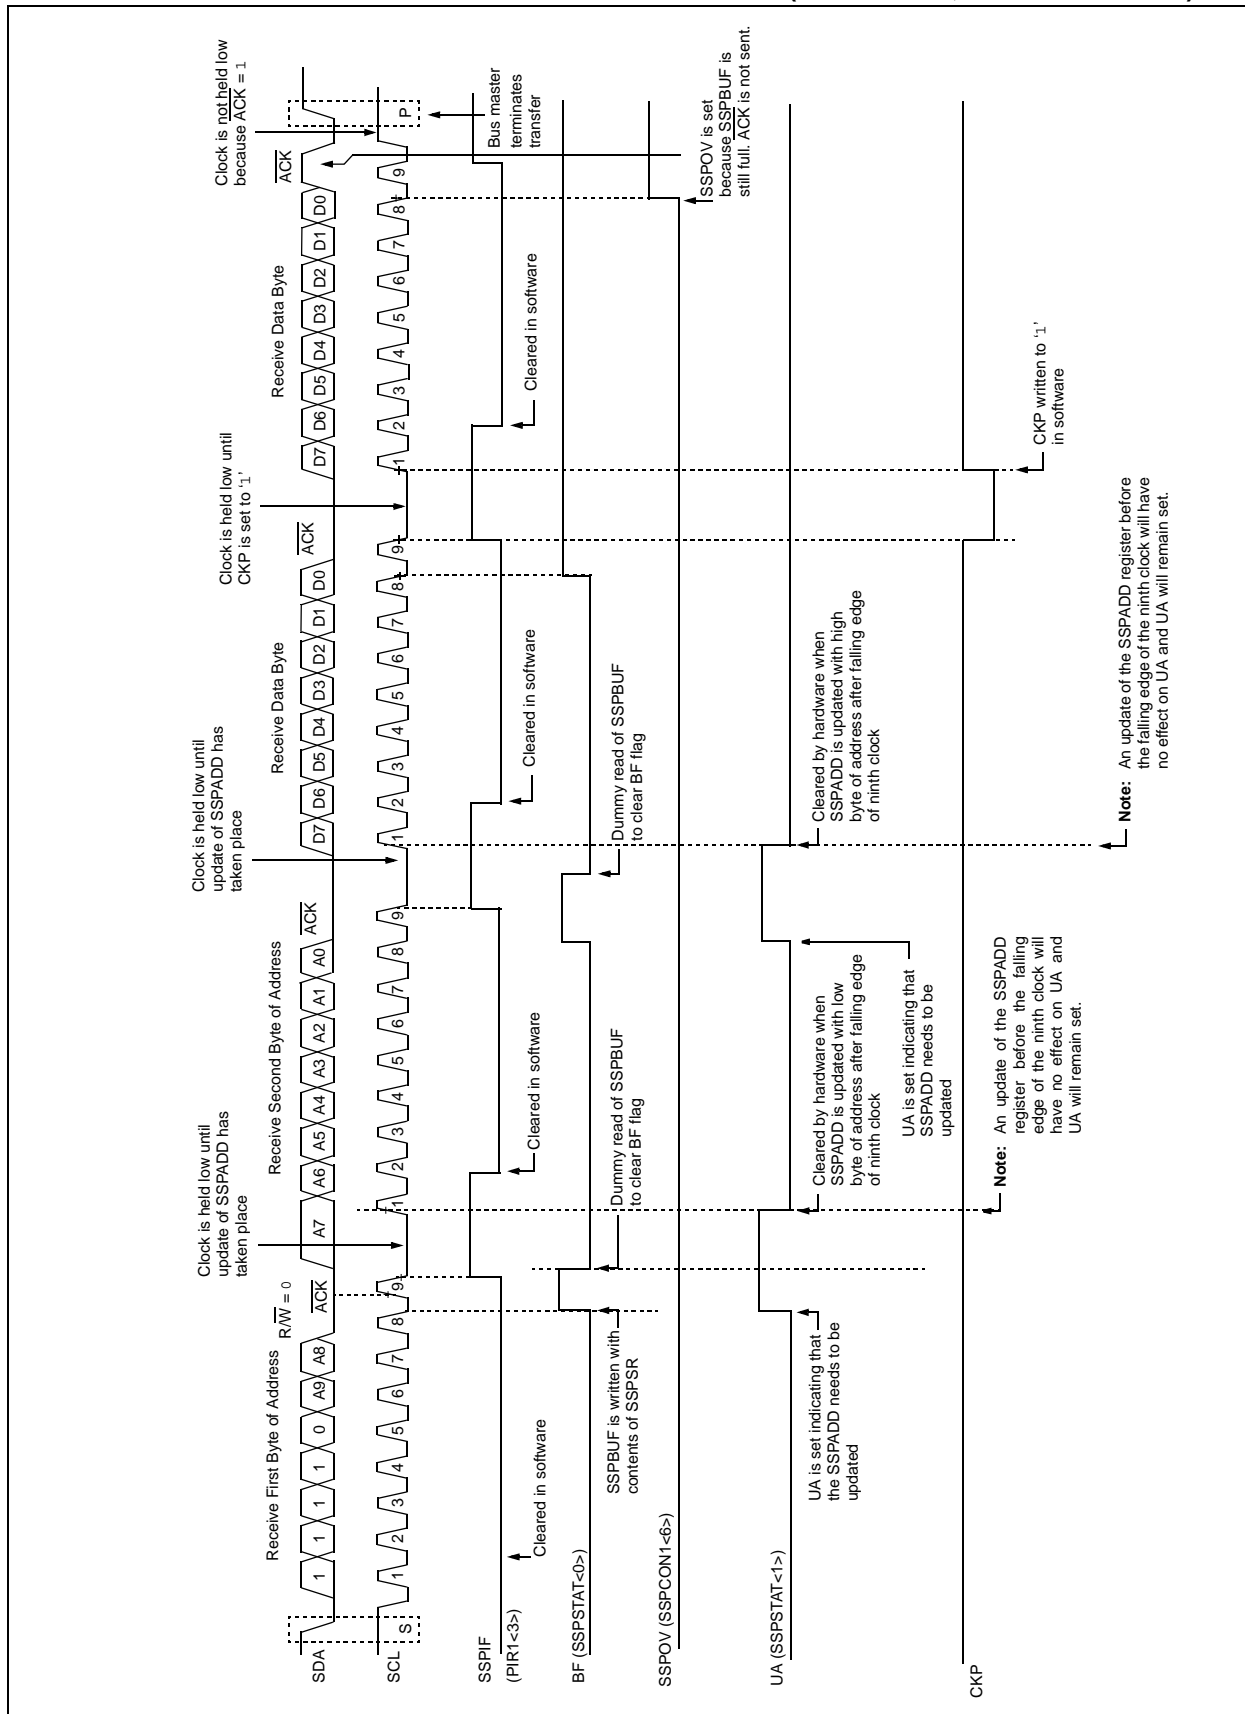 SDA
S
Receive First Byte of Address
1
1
1
1
0
A9
A8
R/W = 0
ACK
Receive Second Byte of Address
A7
A6
A5
A4
A3
A2
A1
A0
ACK
Receive Data Byte
D7
D6
D5
D4
D3
D2
D1
D0
ACK
Receive Data Byte
D7
D6
D5
D4
D3
D2
D1
D0
ACK
Clock is held low until
update of SSPADD has
taken place
Clock is held low until
update of SSPADD has
taken place
Clock is held low until
CKP is set to ‘1’
Clock is not held low
because ACK = 1
SCL
1
2
3
4
5
6
7
8
9
1
2
3
4
5
6
7
8
9
1
2
3
4
5
6
7
8
9
1
2
3
4
5
6
7
8
9
P
Bus master
terminates
transfer
SSPIF
(PIR1<3>)
Cleared in software
Cleared in software
Cleared in software
Cleared in software
BF (SSPSTAT<0>)
SSPBUF is written with
contents of SSPSR
Dummy read of SSPBUF
to clear BF flag
Dummy read of SSPBUF
to clear BF flag
SSPOV (SSPCON1<6>)
SSPOV is set
because SSPBUF is
still full. ACK is not sent.
UA (SSPSTAT<1>)
UA is set indicating that
the SSPADD needs to be
updated
Cleared by hardware when
SSPADD is updated with low
byte of address after falling edge
of ninth clock
UA is set indicating that
SSPADD needs to be
updated
Cleared by hardware when
SSPADD is updated with high
byte of address after falling edge
of ninth clock
CKP
Note: An update of the SSPADD
register before the falling
edge of the ninth clock will
have no effect on UA and
UA will remain set.
Note: An update of the SSPADD register before
the falling edge of the ninth clock will have
no effect on UA and UA will remain set.
CKP written to ‘1’
in software